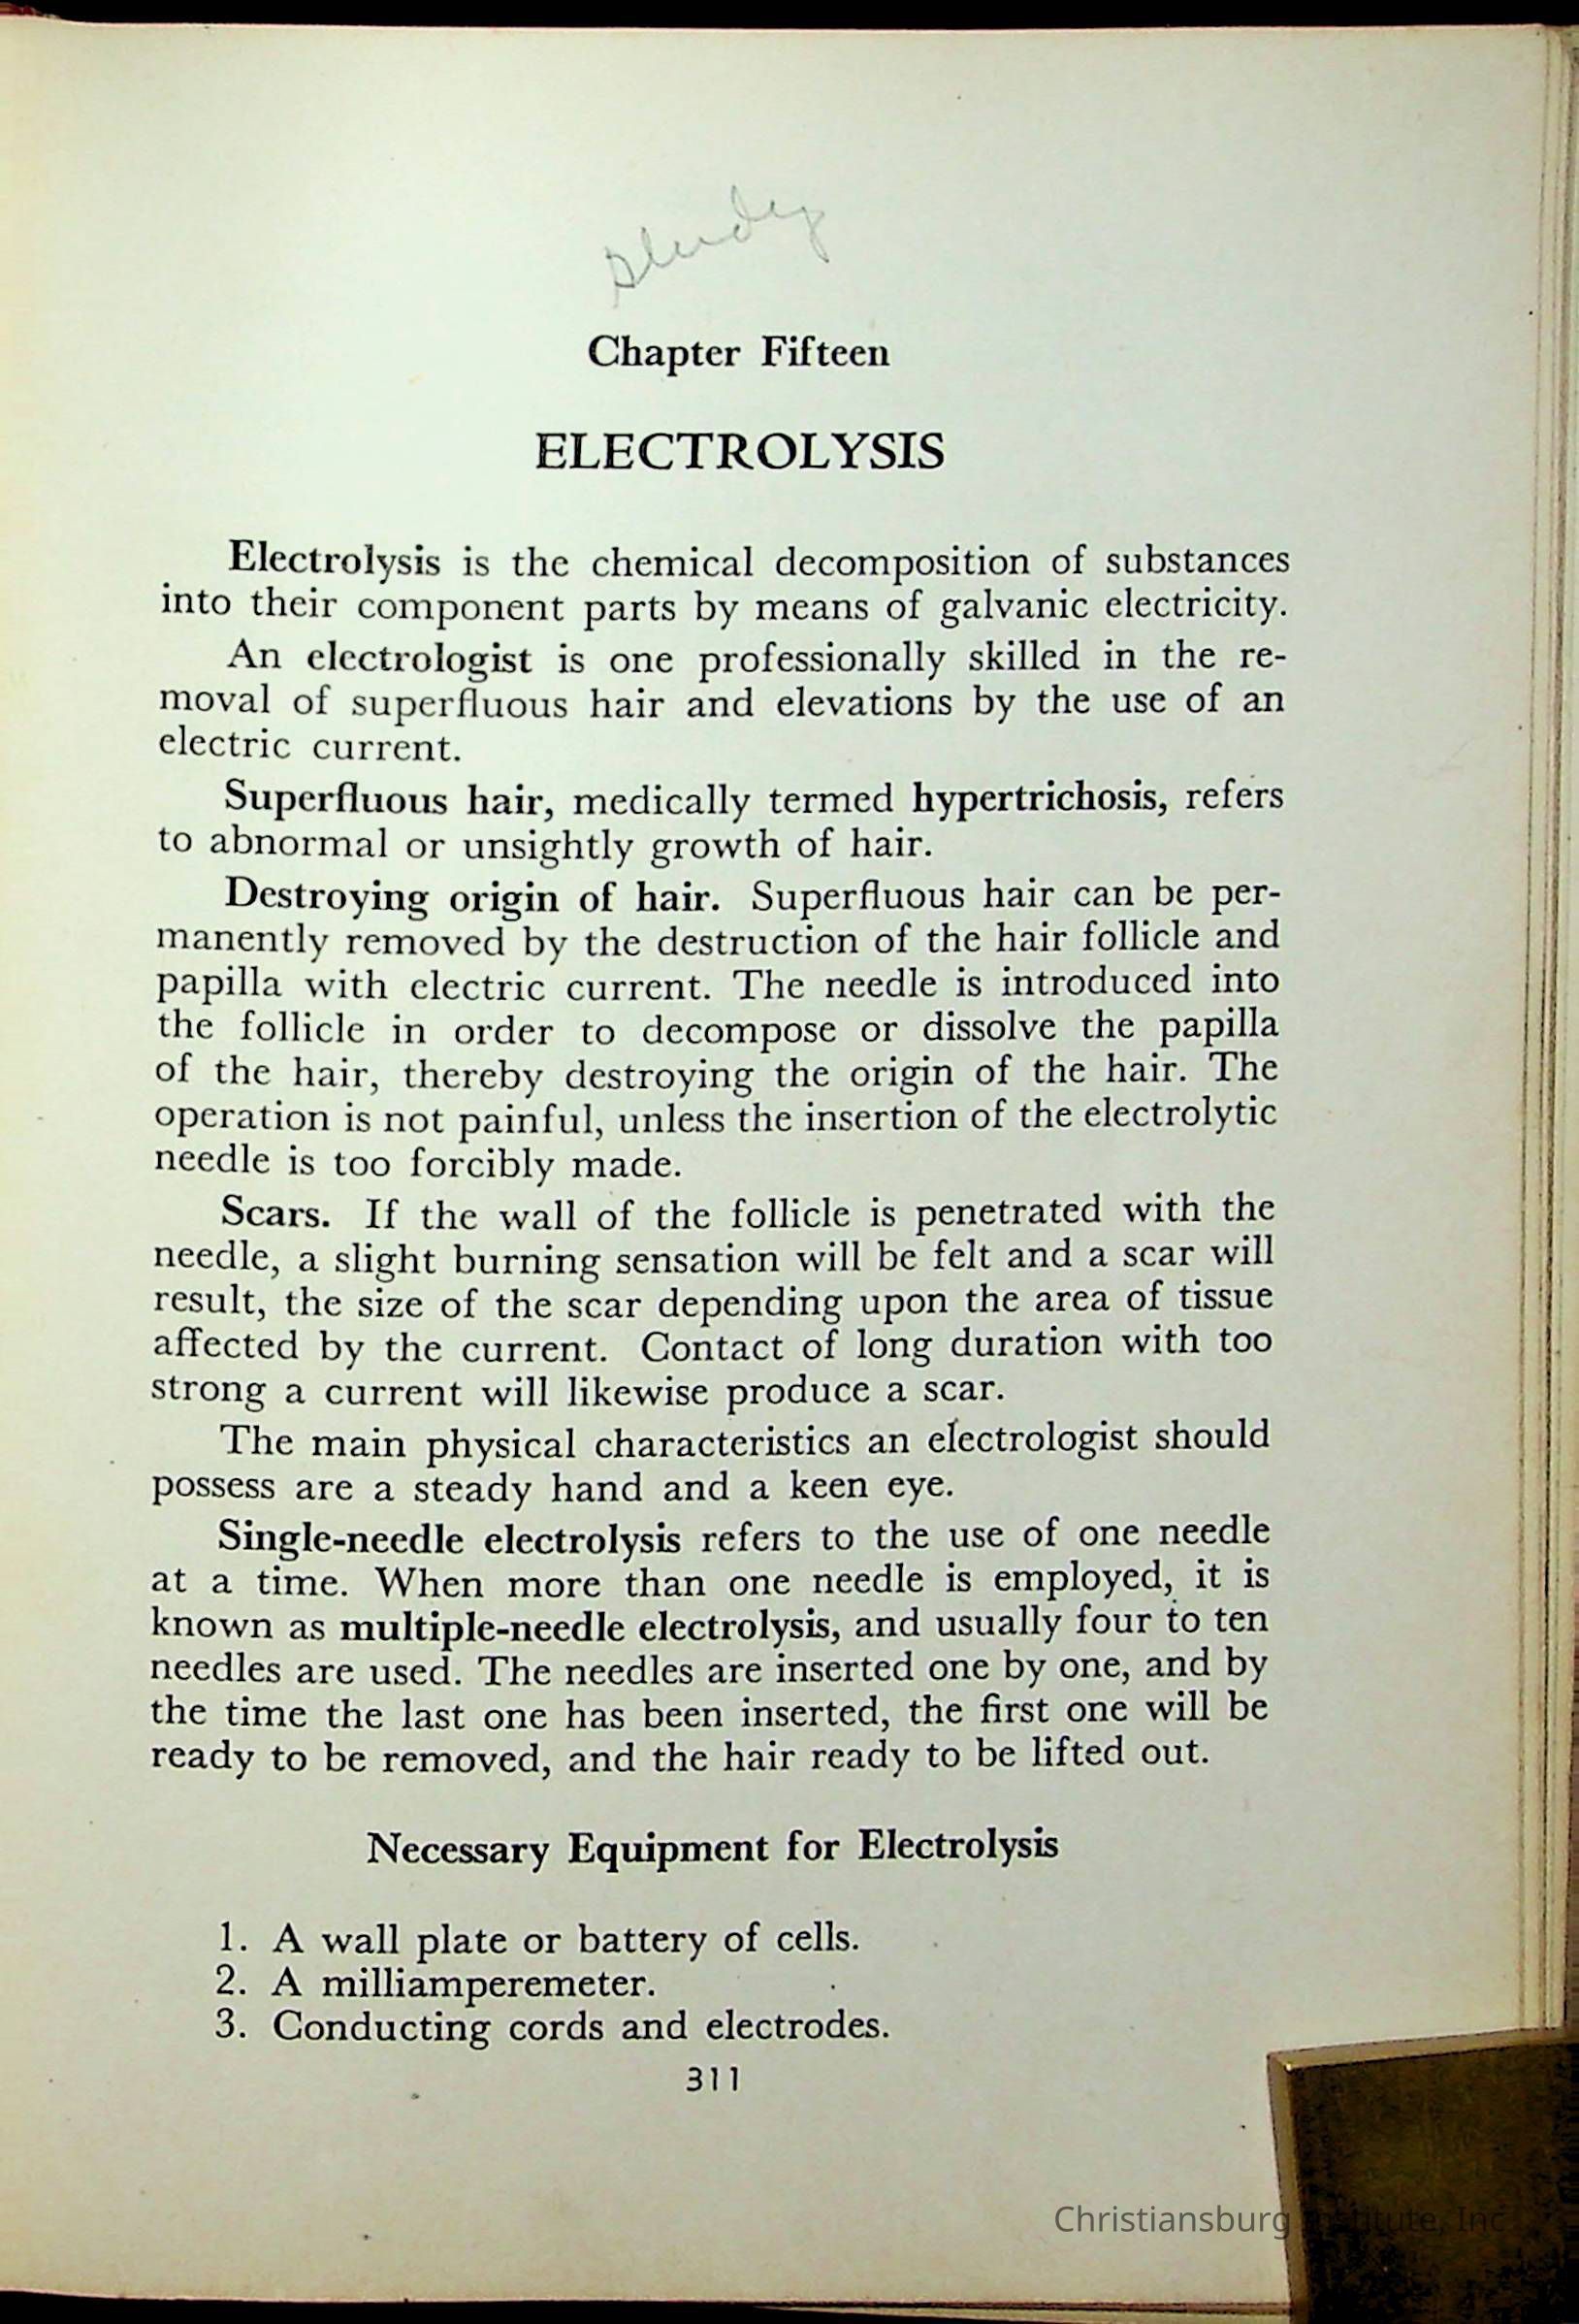 Study
Chapter Fifteen
ELECTROLYSIS
Electrolysis is the chemical decomposition of substances
into their component parts by means of galvanic electricity.
An electrologist is one professionally skilled in the re-
moval of superfluous hair and elevations by the use of an
electric current.
Superfluous hair, medically termed hypertrichosis, refers
to abnormal or unsightly growth of hair.
Destroying origin of hair. Superfluous hair can be per-
manently removed by the destruction of the hair follicle and
papilla with electric current. The needle is introduced into
the follicle in order to decompose or dissolve the papilla
of the hair, thereby destroying the origin of the hair. The
operation is not painful, unless the insertion of the electrolytic
needle is too forcibly made.
Scars. If the wall of the follicle is penetrated with the
needle, a slight burning sensation will be felt and a scar will
result, the size of the scar depending upon the area of tissue
affected by the current. Contact of long duration with too
strong a current will likewise produce a scar.
The main physical characteristics an electrologist should
possess are a steady hand and a keen eye.
Single-needle electrolysis refers to the use of one needle
at a time. When more than one needle is employed, it is
known as multiple-needle electrolysis, and usually four to ten
needles are used. The needles are inserted one by one, and by
the time the last one has been inserted, the first one will be
ready to be removed, and the hair ready to be lifted out.
Necessary Equipment for Electrolysis
1. A wall plate or battery of cells.
2. A milliamperemeter.
3. Conducting cords and electrodes.
311
Christiansburg Institute, Inc